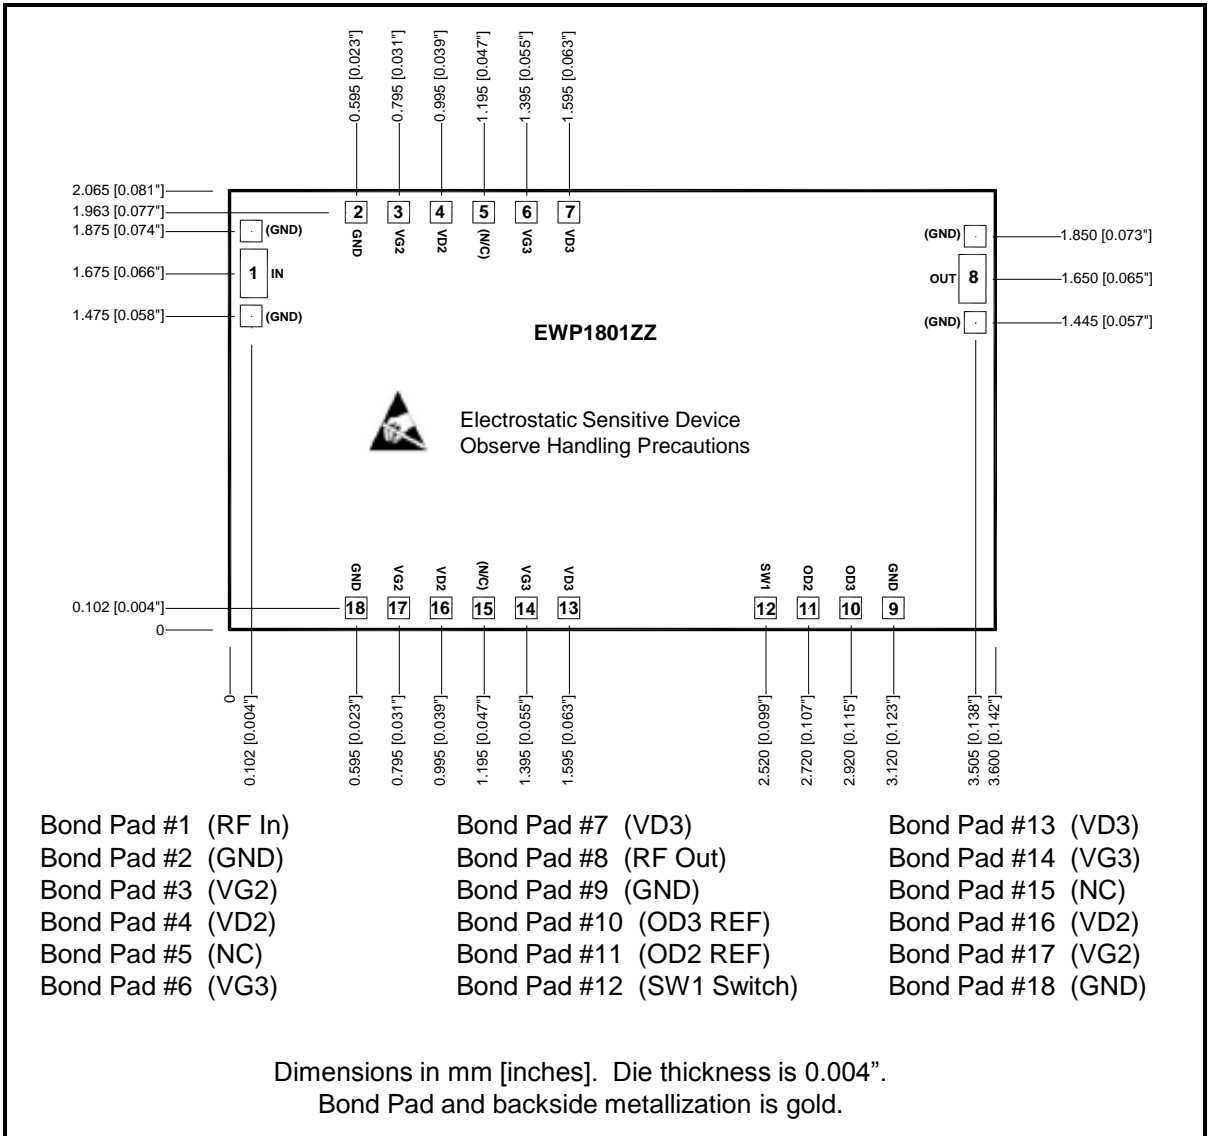 0.595 [0.023"]
0.795 [0.031"]
0.995 [0.039"]
1.195 [0.047"]
1.395 [0.055"]
1.595 [0.063"]
2.065 [0.081"]
1.963 [0.077"]
1.875 [0.074"]
1.675 [0.066"]
1.475 [0.058"]
2 3 4 5 6 7
GND VG2 VD2 (N/C) VG3 VD3
(GND)
1 IN
(GND)
(GND)
OUT 8
(GND)
1.850 [0.073"]
1.650 [0.065"]
1.445 [0.057"]
EWP1801ZZ
Electrostatic Sensitive Device
Observe Handling Precautions
GND VG2 VD2 (N/C) VG3 VD3 SW1 OD2 OD3 GND
18 17 16 15 14 13 12 11 10 9
0.102 [0.004"]
0
0
0.102 [0.004"]
0.595 [0.023"]
0.795 [0.031"]
0.995 [0.039"]
1.195 [0.047"]
1.395 [0.055"]
1.595 [0.063"]
2.520 [0.099"]
2.720 [0.107"]
2.920 [0.115"]
3.120 [0.123"]
3.505 [0.138"]
3.600 [0.142"]
Bond Pad #1 (RF In)
Bond Pad #2 (GND)
Bond Pad #3 (VG2)
Bond Pad #4 (VD2)
Bond Pad #5 (NC)
Bond Pad #6 (VG3)
Bond Pad #7 (VD3)
Bond Pad #8 (RF Out)
Bond Pad #9 (GND)
Bond Pad #10 (OD3 REF)
Bond Pad #11 (OD2 REF)
Bond Pad #12 (SW1 Switch)
Bond Pad #13 (VD3)
Bond Pad #14 (VG3)
Bond Pad #15 (NC)
Bond Pad #16 (VD2)
Bond Pad #17 (VG2)
Bond Pad #18 (GND)
Dimensions in mm [inches]. Die thickness is 0.004”.
Bond Pad and backside metallization is gold.